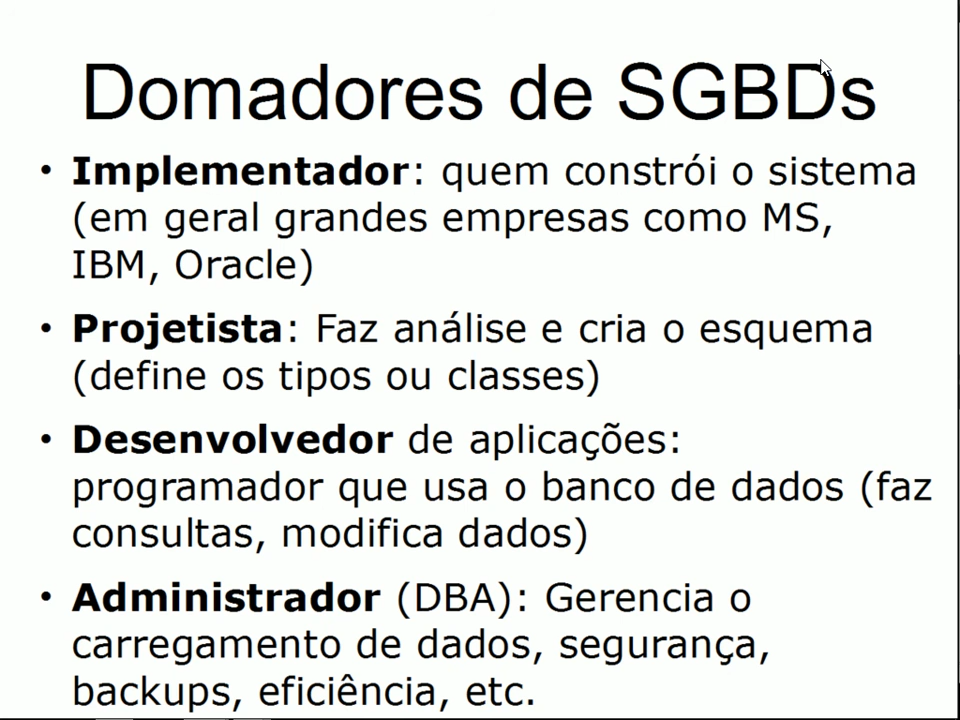 Domadores de SGBDs
• Implementador: quem constrói o sistema
(em geral grandes empresas como MS,
IBM, Oracle)
• Projetista: Faz análise e cria o esquema
(define os tipos ou classes)
• Desenvolvedor de aplicações:
programador que usa o banco de dados (faz
consultas, modifica dados)
• Administrador (DBA): Gerencia o
carregamento de dados, segurança,
backups, eficiência, etc.